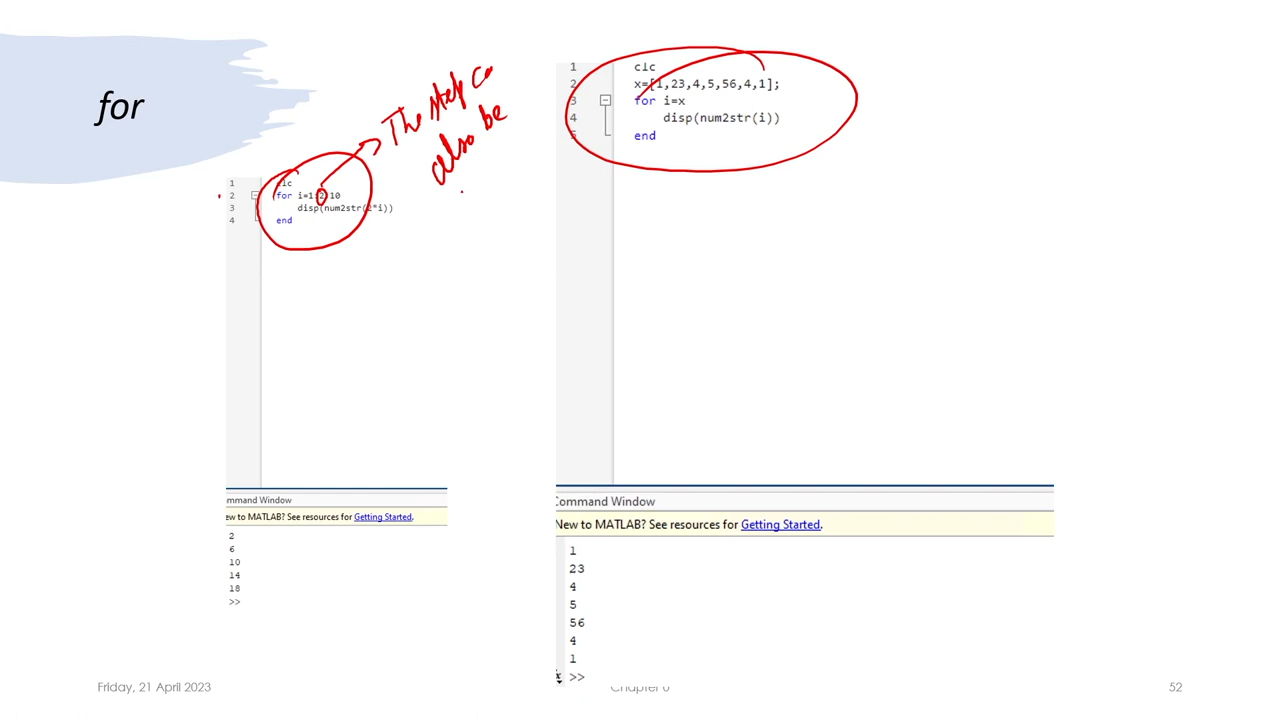 for
The step
also be
1 clc
2 for i=1:2:10
3 disp(num2str(2*i))
4 end
ommand Window
ew to MATLAB? See resources for Getting Started.
2
6
10
14
18
>>
1 clc
2 x=[1,23,4,5,56,4,1];
3 for i=x
4 disp(num2str(i))
5 end
Command Window
New to MATLAB? See resources for Getting Started.
1
23
4
5
56
4
1
>>
Friday, 21 April 2023
Chapter 6
52